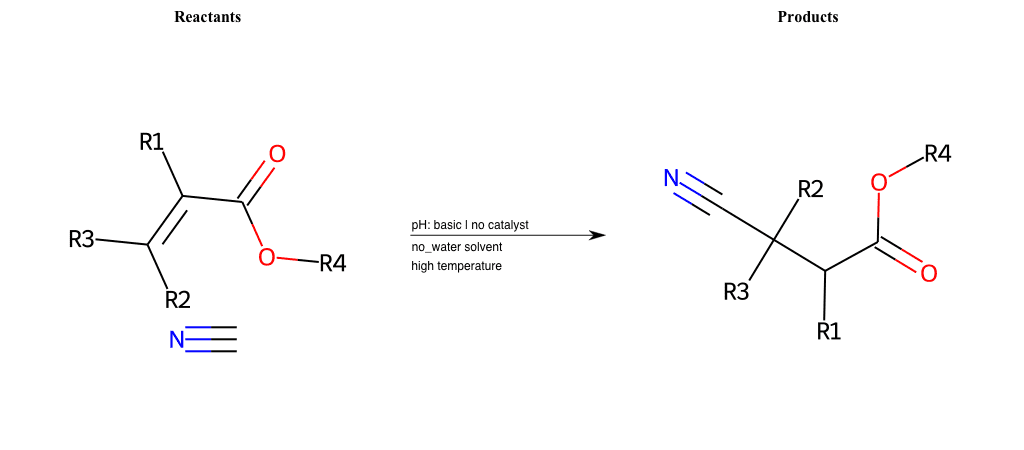 Reactants
Products
R1
O
R3
O
R4
R2
N
pH: basic | no catalyst
no_water solvent
high temperature
N
R2
R4
O
R3
O
R1